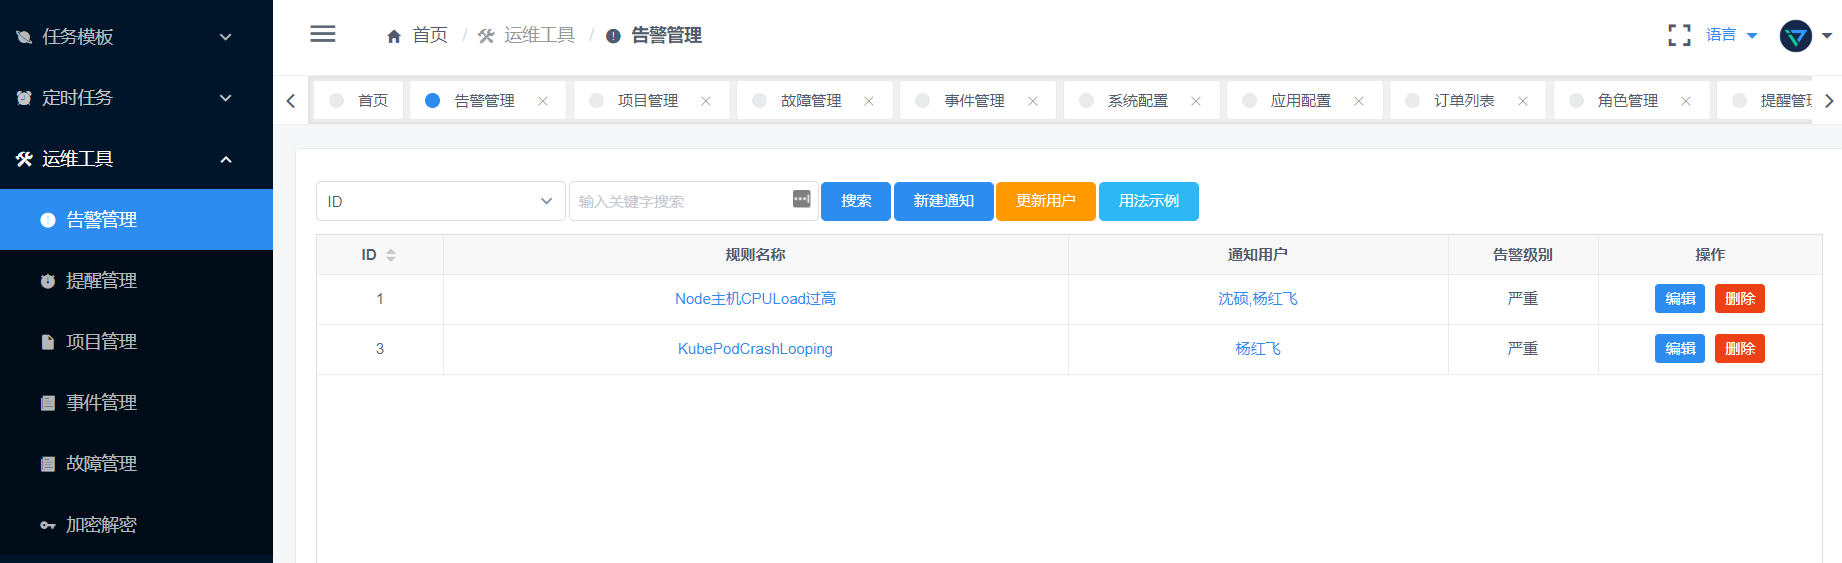 任务模板
定时任务
运维工具
告警管理
提醒管理
项目管理
事件管理
故障管理
加密解密
首页 / 运维工具 / 告警管理
语言
首页 告警管理 项目管理 故障管理 事件管理 系统配置 应用配置 订单列表 角色管理 提醒管理
ID 输入关键字搜索 搜索 新建通知 更新用户 用法示例
ID 规则名称 通知用户 告警级别 操作
1 Node主机CPULoad过高 沈硕,杨红飞 严重 编辑 删除
3 KubePodCrashLooping 杨红飞 严重 编辑 删除